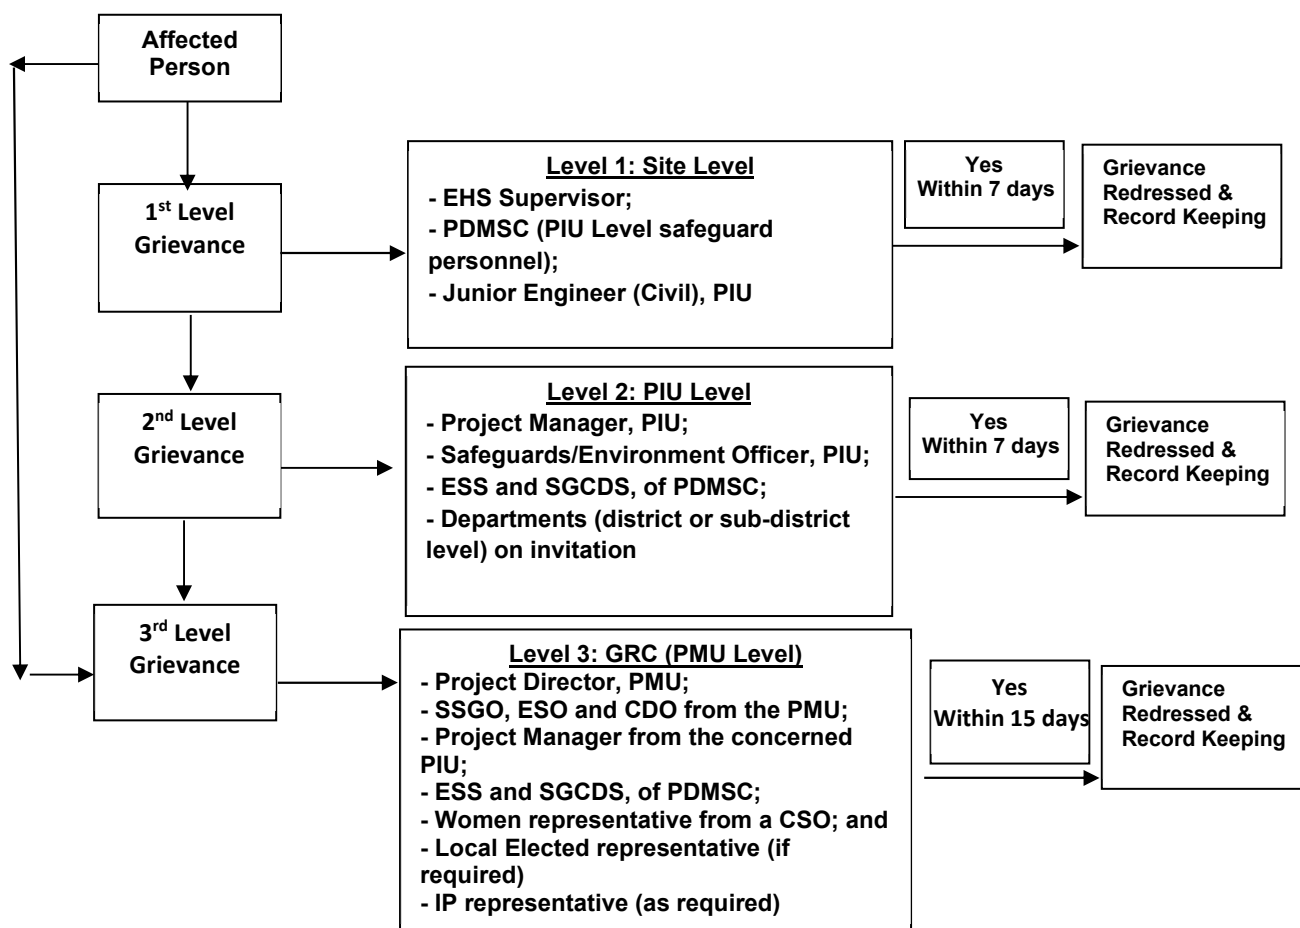 Affected
Person
1st Level
Grievance
Level 1: Site Level
- EHS Supervisor;
- PDMSC (PIU Level safeguard
personnel);
- Junior Engineer (Civil), PIU
Yes
Within 7 days
Grievance
Redressed &
Record Keeping
2nd Level
Grievance
Level 2: PIU Level
- Project Manager, PIU;
- Safeguards/Environment Officer, PIU;
- ESS and SGCDS, of PDMSC;
- Departments (district or sub-district
level) on invitation
Yes
Within 7 days
Grievance
Redressed &
Record Keeping
3rd Level
Grievance
Level 3: GRC (PMU Level)
- Project Director, PMU;
- SSGO, ESO and CDO from the PMU;
- Project Manager from the concerned
PIU;
- ESS and SGCDS, of PDMSC;
- Women representative from a CSO; and
- Local Elected representative (if
required)
- IP representative (as required)
Yes
Within 15 days
Grievance
Redressed &
Record Keeping